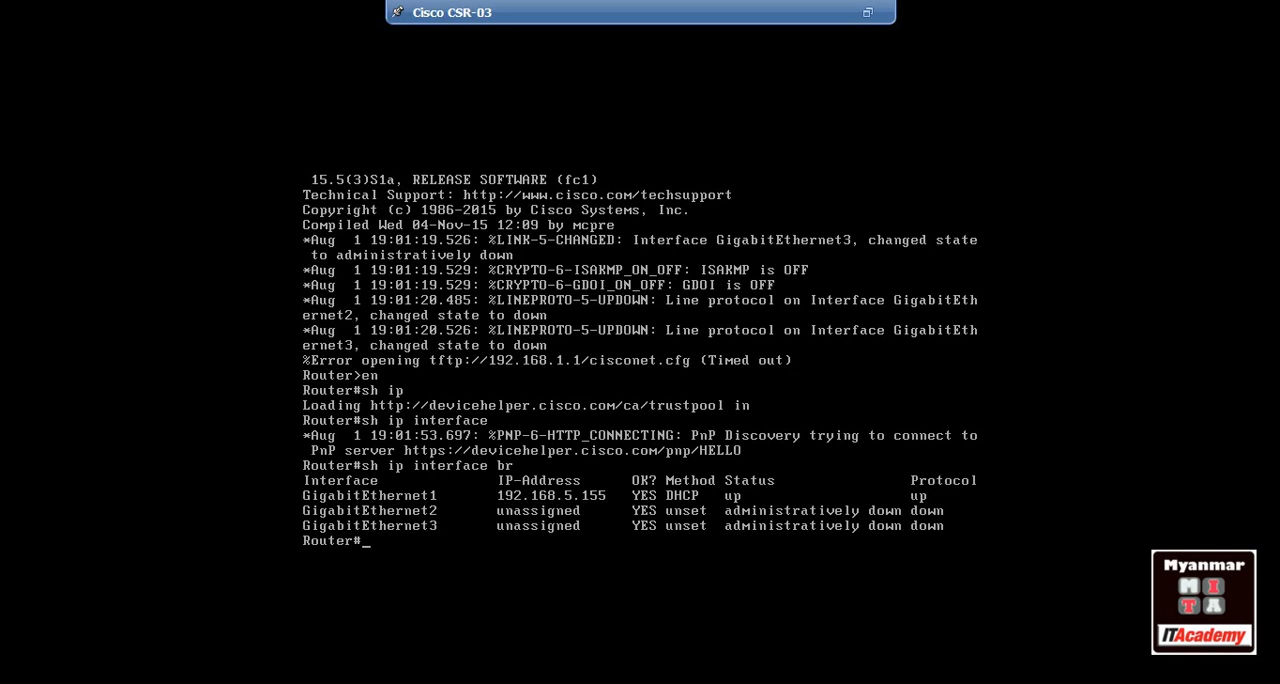 Cisco CSR-03
15.5(3)S1a, RELEASE SOFTWARE (fc1)
Technical Support: http://www.cisco.com/techsupport
Copyright (c) 1986-2015 by Cisco Systems, Inc.
Compiled Wed 04-Nov-15 12:09 by mcpre
*Aug  1 19:01:19.526: %LINK-5-CHANGED: Interface GigabitEthernet3, changed state
 to administratively down
*Aug  1 19:01:19.529: %CRYPTO-6-ISAKMP_ON_OFF: ISAKMP is OFF
*Aug  1 19:01:19.529: %CRYPTO-6-GDOI_ON_OFF: GDOI is OFF
*Aug  1 19:01:20.485: %LINEPROTO-5-UPDOWN: Line protocol on Interface GigabitEth
ernet2, changed state to down
*Aug  1 19:01:20.526: %LINEPROTO-5-UPDOWN: Line protocol on Interface GigabitEth
ernet3, changed state to down
%Error opening tftp://192.168.1.1/cisconet.cfg (Timed out)
Router>en
Router#sh ip
Loading http://devicehelper.cisco.com/ca/trustpool in
Router#sh ip interface
*Aug  1 19:01:53.697: %PNP-6-HTTP_CONNECTING: PnP Discovery trying to connect to
 PnP server https://devicehelper.cisco.com/pnp/HELLO
Router#sh ip interface br
Interface              IP-Address      OK? Method Status                Protocol
GigabitEthernet1       192.168.5.155   YES DHCP   up                    up
GigabitEthernet2       unassigned      YES unset  administratively down down
GigabitEthernet3       unassigned      YES unset  administratively down down
Router#_
Myanmar
M I
T A
ITAcademy